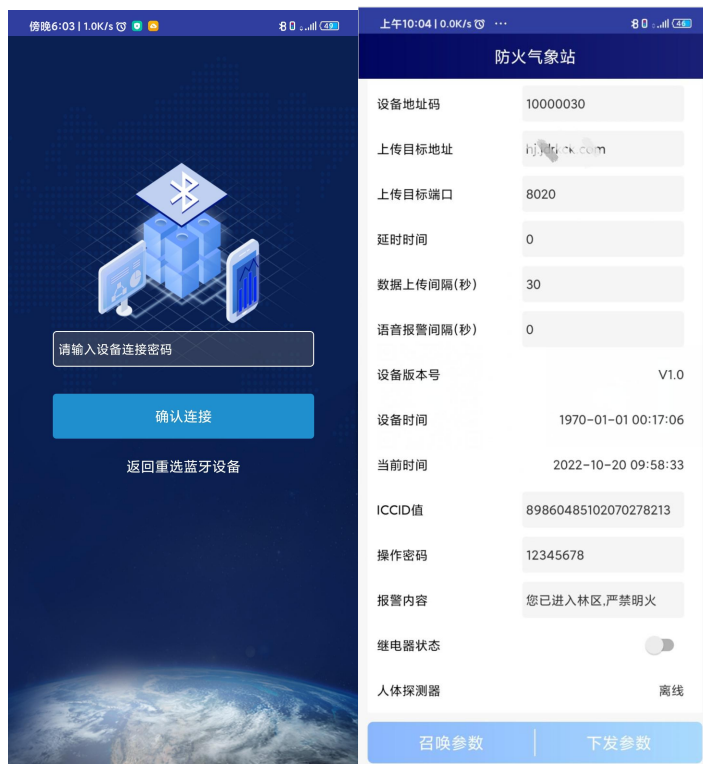 傍晚6:03 | 1.0K/s
49
请输入设备连接密码
确认连接
返回重选蓝牙设备
上午10:04 | 0.0K/s ···
46
防火气象站
设备地址码 10000030
上传目标地址
上传目标端口 8020
延时时间 0
数据上传间隔(秒) 30
语音报警间隔(秒) 0
设备版本号 V1.0
设备时间 1970-01-01 00:17:06
当前时间 2022-10-20 09:58:33
ICCID值 89860485102070278213
操作密码 12345678
报警内容 您已进入林区,严禁明火
继电器状态
人体探测器 离线
召唤参数 下发参数